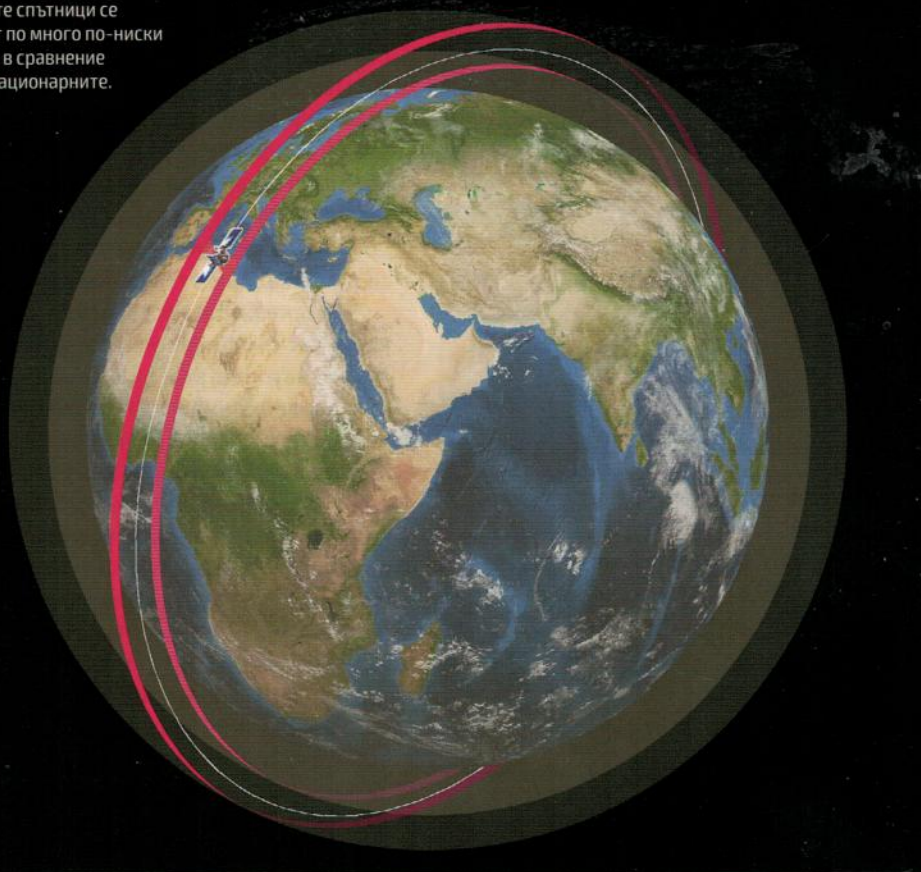 те спътници се
по много по-ниски
в сравнение
ационарните.